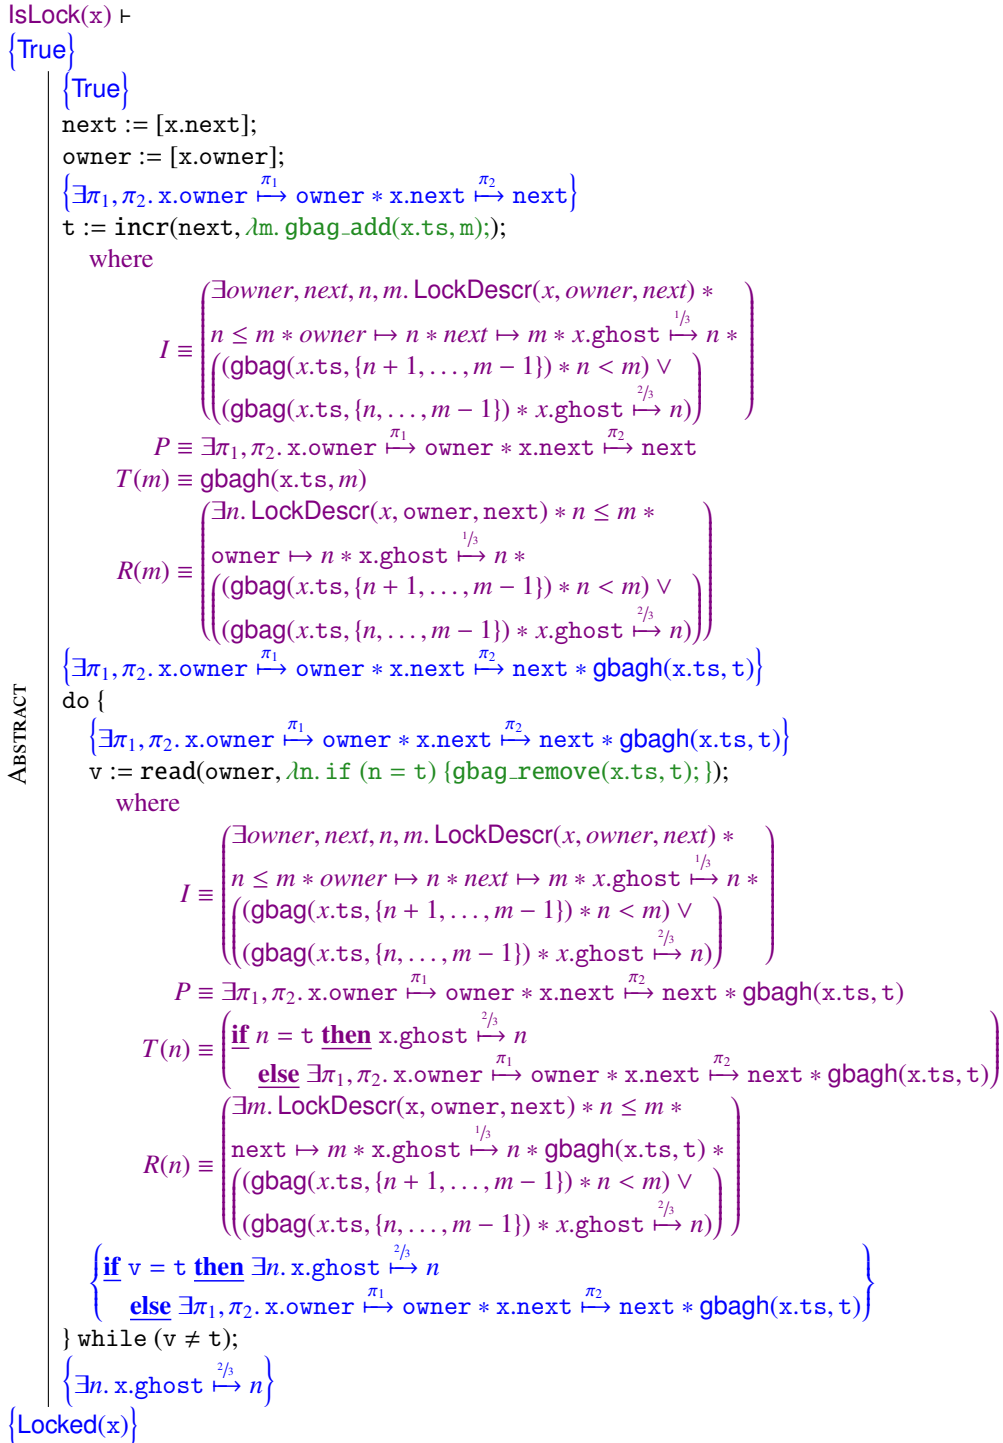 IsLock(x) ⊢
{True}
{True}
next := [x.next];
owner := [x.owner];
{∃π₁, π₂. x.owner ↦^{π₁} owner ∗ x.next ↦^{π₂} next}
t := incr(next, λm. gbag_add(x.ts, m););
where
I ≡ (∃owner, next, n, m. LockDescr(x, owner, next) ∗
n ≤ m ∗ owner ↦ n ∗ next ↦ m ∗ x.ghost ↦^{1/3} n ∗
((gbag(x.ts, {n + 1, . . . , m − 1}) ∗ n < m) ∨
(gbag(x.ts, {n, . . . , m − 1}) ∗ x.ghost ↦^{2/3} n)))
P ≡ ∃π₁, π₂. x.owner ↦^{π₁} owner ∗ x.next ↦^{π₂} next
T(m) ≡ gbagh(x.ts, m)
R(m) ≡ (∃n. LockDescr(x, owner, next) ∗ n ≤ m ∗
owner ↦ n ∗ x.ghost ↦^{1/3} n ∗
((gbag(x.ts, {n + 1, . . . , m − 1}) ∗ n < m) ∨
(gbag(x.ts, {n, . . . , m − 1}) ∗ x.ghost ↦^{2/3} n)))
{∃π₁, π₂. x.owner ↦^{π₁} owner ∗ x.next ↦^{π₂} next ∗ gbagh(x.ts, t)}
Abstract
do {
{∃π₁, π₂. x.owner ↦^{π₁} owner ∗ x.next ↦^{π₂} next ∗ gbagh(x.ts, t)}
v := read(owner, λn. if (n = t) {gbag_remove(x.ts, t); });
where
I ≡ (∃owner, next, n, m. LockDescr(x, owner, next) ∗
n ≤ m ∗ owner ↦ n ∗ next ↦ m ∗ x.ghost ↦^{1/3} n ∗
((gbag(x.ts, {n + 1, . . . , m − 1}) ∗ n < m) ∨
(gbag(x.ts, {n, . . . , m − 1}) ∗ x.ghost ↦^{2/3} n)))
P ≡ ∃π₁, π₂. x.owner ↦^{π₁} owner ∗ x.next ↦^{π₂} next ∗ gbagh(x.ts, t)
T(n) ≡ (if n = t then x.ghost ↦^{2/3} n
else ∃π₁, π₂. x.owner ↦^{π₁} owner ∗ x.next ↦^{π₂} next ∗ gbagh(x.ts, t))
R(n) ≡ (∃m. LockDescr(x, owner, next) ∗ n ≤ m ∗
next ↦ m ∗ x.ghost ↦^{1/3} n ∗ gbagh(x.ts, t) ∗
((gbag(x.ts, {n + 1, . . . , m − 1}) ∗ n < m) ∨
(gbag(x.ts, {n, . . . , m − 1}) ∗ x.ghost ↦^{2/3} n)))
{if v = t then ∃n. x.ghost ↦^{2/3} n
else ∃π₁, π₂. x.owner ↦^{π₁} owner ∗ x.next ↦^{π₂} next ∗ gbagh(x.ts, t)}
} while (v ≠ t);
{∃n. x.ghost ↦^{2/3} n}
{Locked(x)}